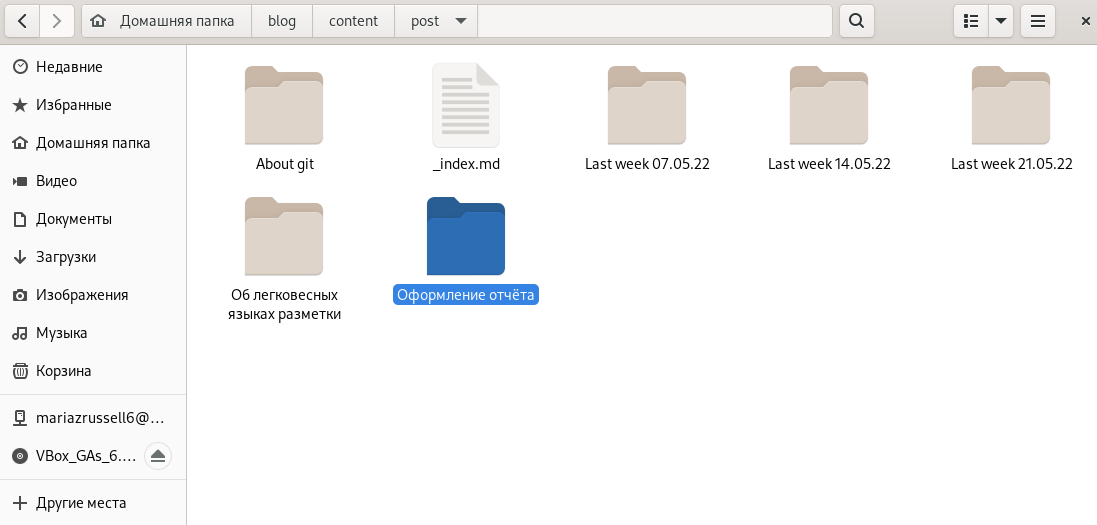 Домашняя папка
blog
content
post
Недавние
Избранные
Домашняя папка
Видео
Документы
Загрузки
Изображения
Музыка
Корзина
mariazrussell6@...
VBox_GAs_6....
Другие места
About git
_index.md
Last week 07.05.22
Last week 14.05.22
Last week 21.05.22
Об легковесных
языках разметки
Оформление отчёта